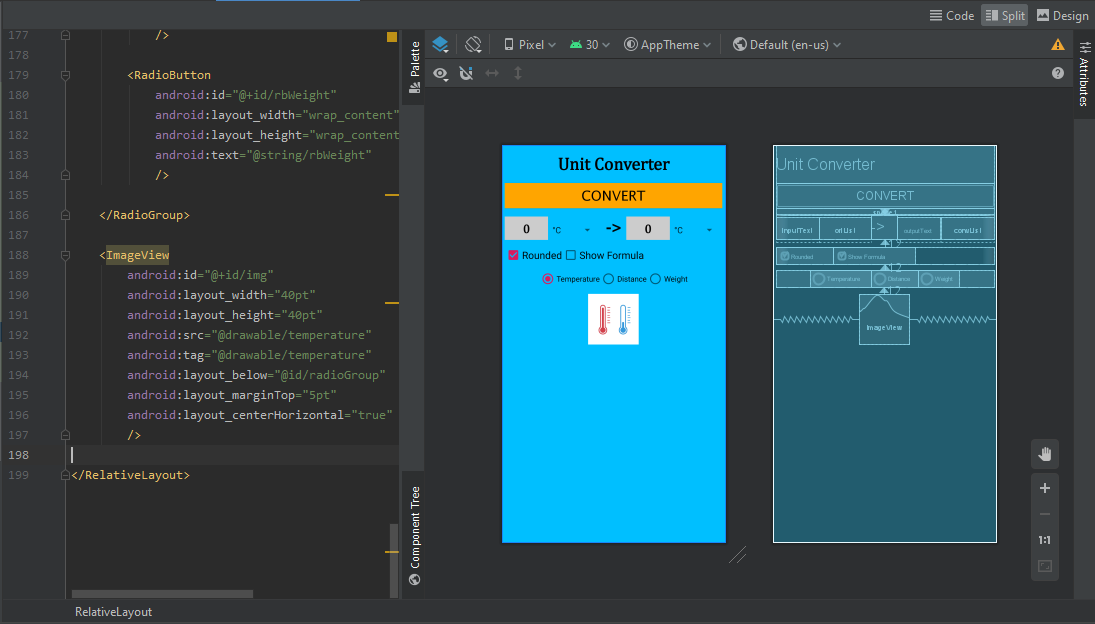 Code Split Design
177 />
178
179 <RadioButton
180 android:id="@+id/rbWeight"
181 android:layout_width="wrap_content"
182 android:layout_height="wrap_content
183 android:text="@string/rbWeight"
184 />
185
186 </RadioGroup>
187
188 <ImageView
189 android:id="@+id/img"
190 android:layout_width="40pt"
191 android:layout_height="40pt"
192 android:src="@drawable/temperature"
193 android:tag="@drawable/temperature"
194 android:layout_below="@id/radioGroup"
195 android:layout_marginTop="5pt"
196 android:layout_centerHorizontal="true"
197 />
198
199 </RelativeLayout>
RelativeLayout
Palette
Component Tree
Pixel 30 AppTheme Default (en-us)
Attributes
Unit Converter
CONVERT
0 °C -> 0 °C
Rounded Show Formula
Temperature Distance Weight
Unit Converter
CONVERT
inputText -> outputText
Rounded Show Formula
Temperature Distance Weight
ImageView
1:1